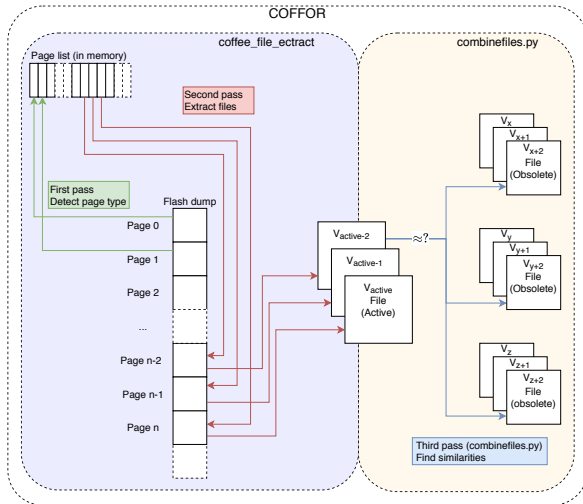 COFFOR
coffee_file_ectract
combinefiles.py
Page list (in memory)
Second pass
Extract files
First pass
Detect page type
Flash dump
Page 0
Page 1
Page 2
...
Page n-2
Page n-1
Page n
Vactive-2
Vactive-1
Vactive
File
(Active)
≈?
Vx
Vx+1
Vx+2
File
(Obsolete)
Vy
Vy+1
Vy+2
File
(Obsolete)
Vz
Vz+1
Vz+2
File
(obsolete)
Third pass (combinefiles.py)
Find similarities